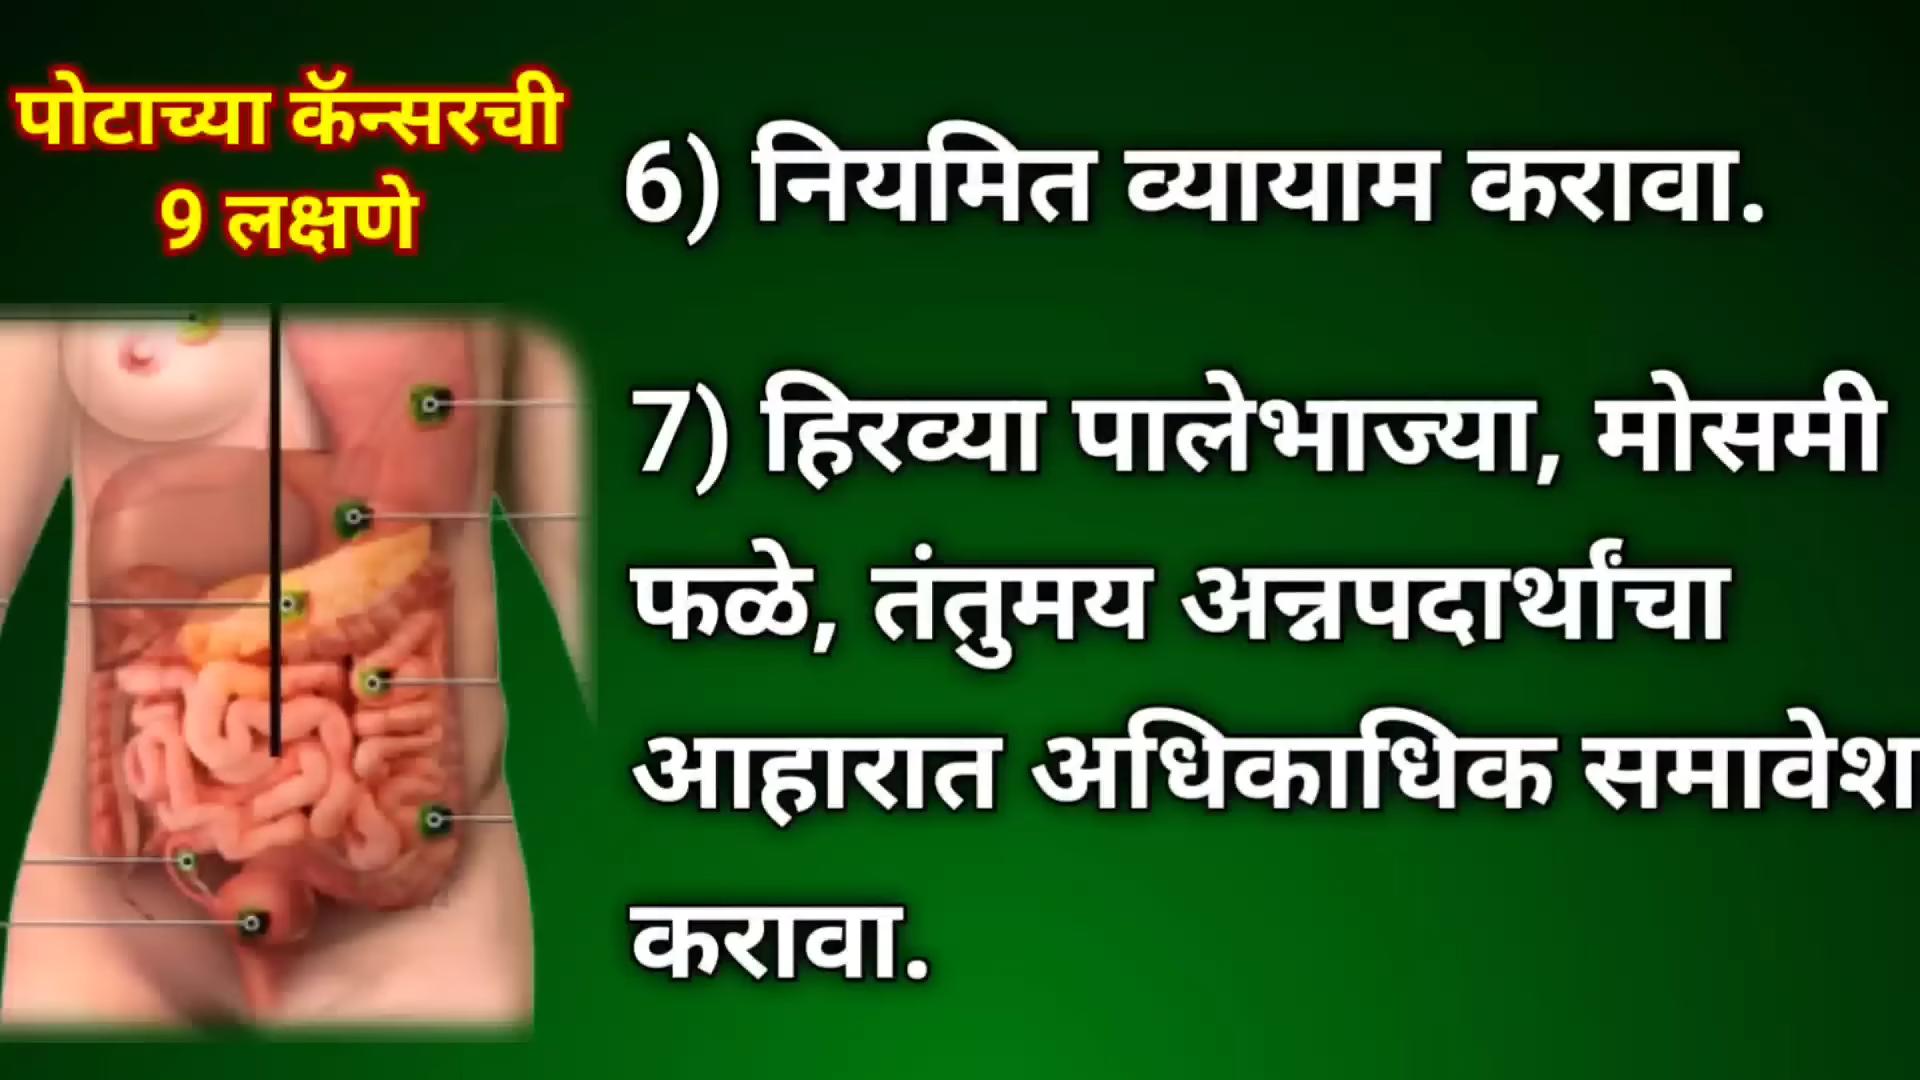 पोटाच्या कॅन्सरची
9 लक्षणे
6) नियमित व्यायाम करावा.
7) हिरव्या पालेभाज्या, मोसमी
फळे, तंतुमय अन्नपदार्थांचा
आहारात अधिकाधिक समावेश
करावा.